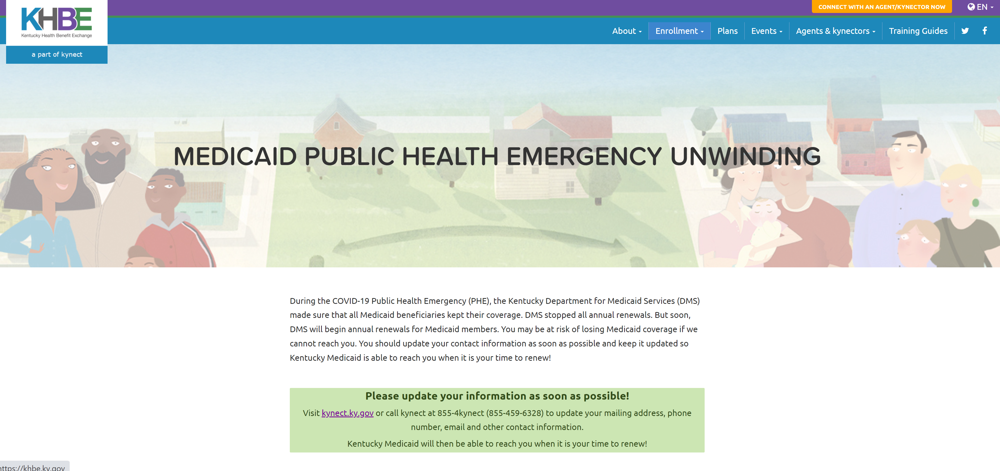 CONNECT WITH AN AGENT/KYNECTOR NOW
EN
KHBE
Kentucky Health Benefit Exchange
a part of kynect
About
Enrollment
Plans
Events
Agents & kynectors
Training Guides
MEDICAID PUBLIC HEALTH EMERGENCY UNWINDING
During the COVID-19 Public Health Emergency (PHE), the Kentucky Department for Medicaid Services (DMS)
made sure that all Medicaid beneficiaries kept their coverage. DMS stopped all annual renewals. But soon,
DMS will begin annual renewals for Medicaid members. You may be at risk of losing Medicaid coverage if we
cannot reach you. You should update your contact information as soon as possible and keep it updated so
Kentucky Medicaid is able to reach you when it is your time to renew!
Please update your information as soon as possible!
Visit kynect.ky.gov or call kynect at 855-4kynect (855-459-6328) to update your mailing address, phone
number, email and other contact information.
Kentucky Medicaid will then be able to reach you when it is your time to renew!
https://khbe.ky.gov